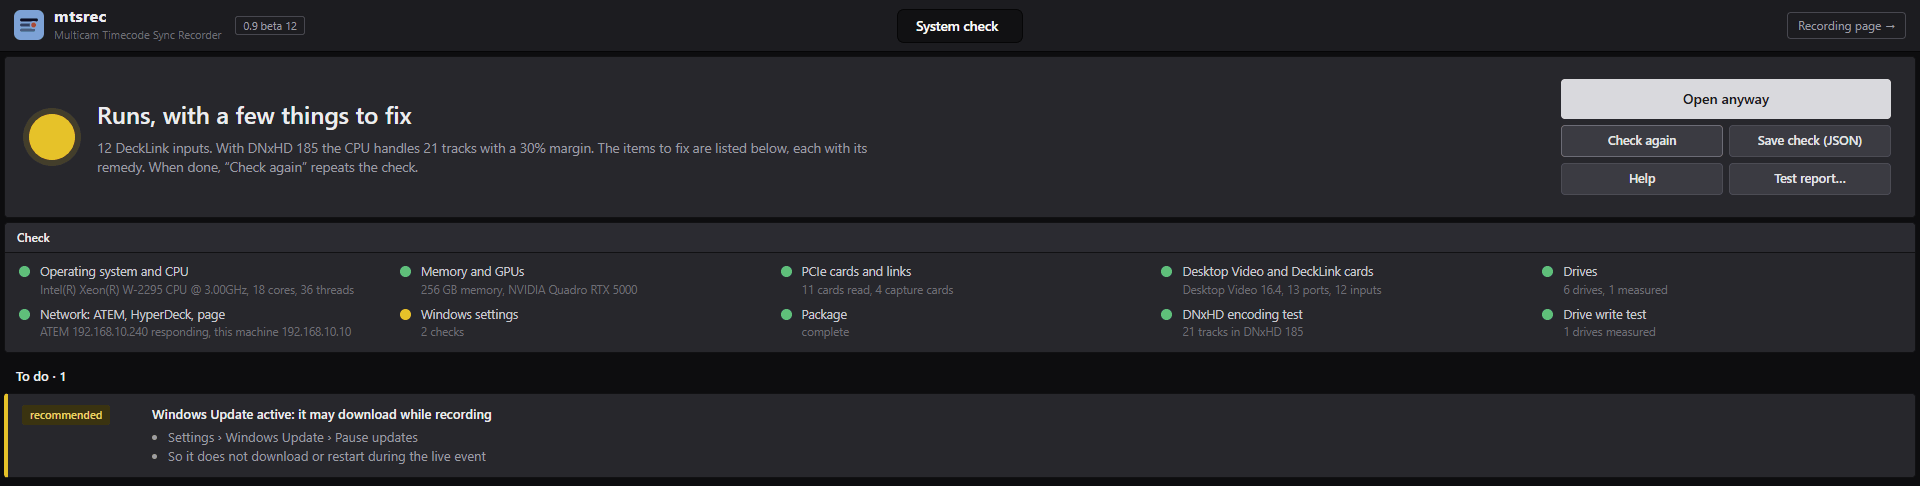 mtsrec
Multicam Timecode Sync Recorder
0.9 beta 12
System check
Recording page →
Runs, with a few things to fix
12 DeckLink inputs. With DNxHD 185 the CPU handles 21 tracks with a 30% margin. The items to fix are listed below, each with its
remedy. When done, “Check again” repeats the check.
Open anyway
Check again
Save check (JSON)
Help
Test report...
Check
Operating system and CPU
Intel(R) Xeon(R) W-2295 CPU @ 3.00GHz, 18 cores, 36 threads
Memory and GPUs
256 GB memory, NVIDIA Quadro RTX 5000
PCIe cards and links
11 cards read, 4 capture cards
Desktop Video and DeckLink cards
Desktop Video 16.4, 13 ports, 12 inputs
Drives
6 drives, 1 measured
Network: ATEM, HyperDeck, page
ATEM 192.168.10.240 responding, this machine 192.168.10.10
Windows settings
2 checks
Package
complete
DNxHD encoding test
21 tracks in DNxHD 185
Drive write test
1 drives measured
To do · 1
recommended
Windows Update active: it may download while recording
• Settings › Windows Update › Pause updates
• So it does not download or restart during the live event